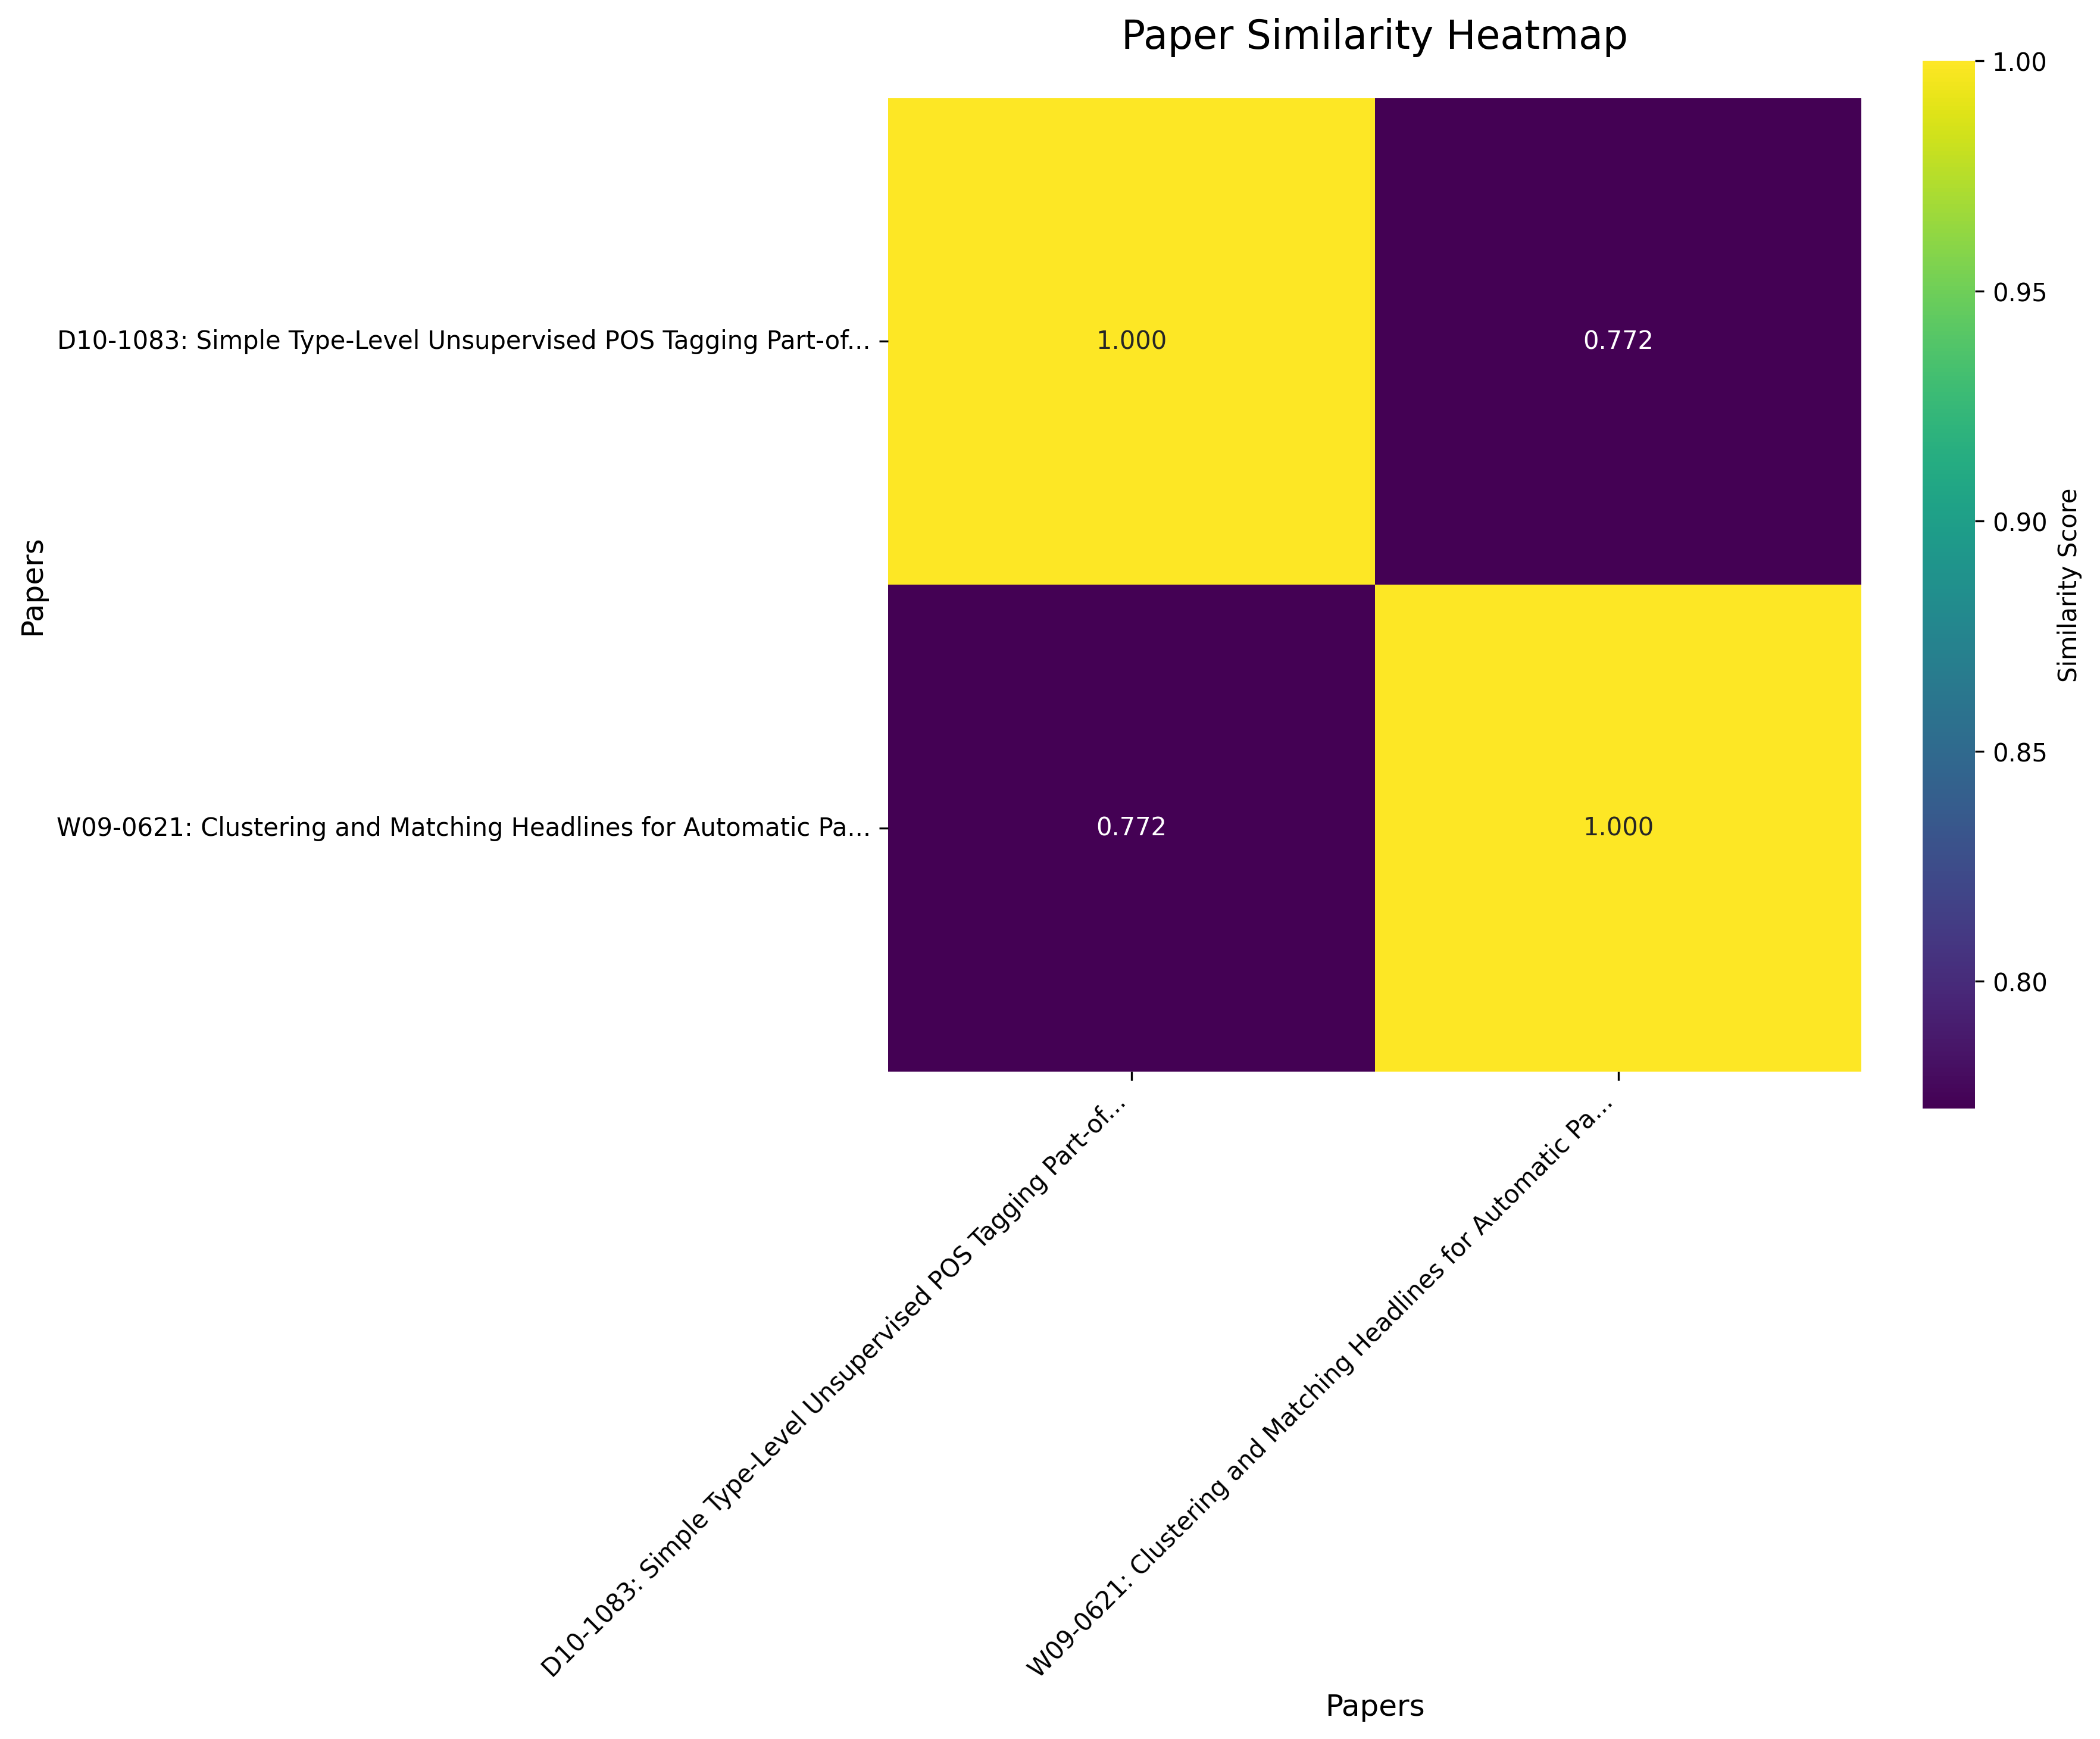 Paper Similarity Heatmap
Papers
D10-1083: Simple Type-Level Unsupervised POS Tagging Part-of...
1.000
0.772
W09-0621: Clustering and Matching Headlines for Automatic Pa...
0.772
1.000
D10-1083: Simple Type-Level Unsupervised POS Tagging Part-of...
W09-0621: Clustering and Matching Headlines for Automatic Pa...
Papers
1.00
0.95
0.90
0.85
0.80
Similarity Score